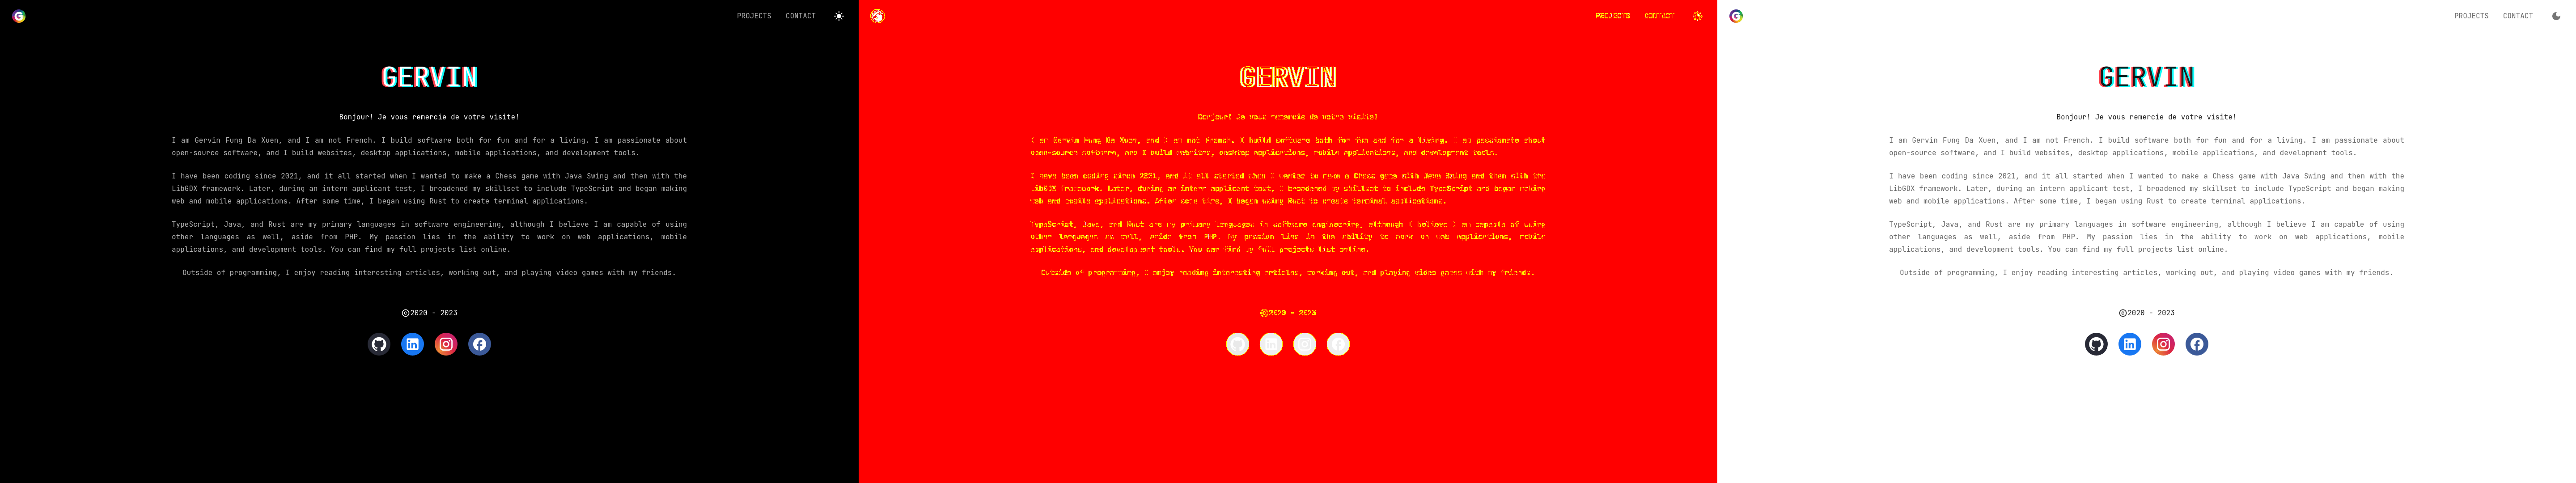 G
PROJECTS CONTACT
GERVIN
Bonjour! Je vous remercie de votre visite!
I am Gervin Fung Da Xuen, and I am not French. I build software both for fun and for a living. I am passionate about
open-source software, and I build websites, desktop applications, mobile applications, and development tools.
I have been coding since 2021, and it all started when I wanted to make a Chess game with Java Swing and then with the
LibGDX framework. Later, during an intern applicant test, I broadened my skillset to include TypeScript and began making
web and mobile applications. After some time, I began using Rust to create terminal applications.
TypeScript, Java, and Rust are my primary languages in software engineering, although I believe I am capable of using
other languages as well, aside from PHP. My passion lies in the ability to work on web applications, mobile
applications, and development tools. You can find my full projects list online.
Outside of programming, I enjoy reading interesting articles, working out, and playing video games with my friends.
©2020 - 2023
PROJECTS CONTACT
GERVIN
Bonjour! Je vous remercie de votre visite!
I am Gervin Fung Da Xuen, and I am not French. I build software both for fun and for a living. I am passionate about
open-source software, and I build websites, desktop applications, mobile applications, and development tools.
I have been coding since 2021, and it all started when I wanted to make a Chess game with Java Swing and then with the
LibGDX framework. Later, during an intern applicant test, I broadened my skillset to include TypeScript and began making
web and mobile applications. After some time, I began using Rust to create terminal applications.
TypeScript, Java, and Rust are my primary languages in software engineering, although I believe I am capable of using
other languages as well, aside from PHP. My passion lies in the ability to work on web applications, mobile
applications, and development tools. You can find my full projects list online.
Outside of programming, I enjoy reading interesting articles, working out, and playing video games with my friends.
©2020 - 2023
G
PROJECTS CONTACT
GERVIN
Bonjour! Je vous remercie de votre visite!
I am Gervin Fung Da Xuen, and I am not French. I build software both for fun and for a living. I am passionate about
open-source software, and I build websites, desktop applications, mobile applications, and development tools.
I have been coding since 2021, and it all started when I wanted to make a Chess game with Java Swing and then with the
LibGDX framework. Later, during an intern applicant test, I broadened my skillset to include TypeScript and began making
web and mobile applications. After some time, I began using Rust to create terminal applications.
TypeScript, Java, and Rust are my primary languages in software engineering, although I believe I am capable of using
other languages as well, aside from PHP. My passion lies in the ability to work on web applications, mobile
applications, and development tools. You can find my full projects list online.
Outside of programming, I enjoy reading interesting articles, working out, and playing video games with my friends.
©2020 - 2023